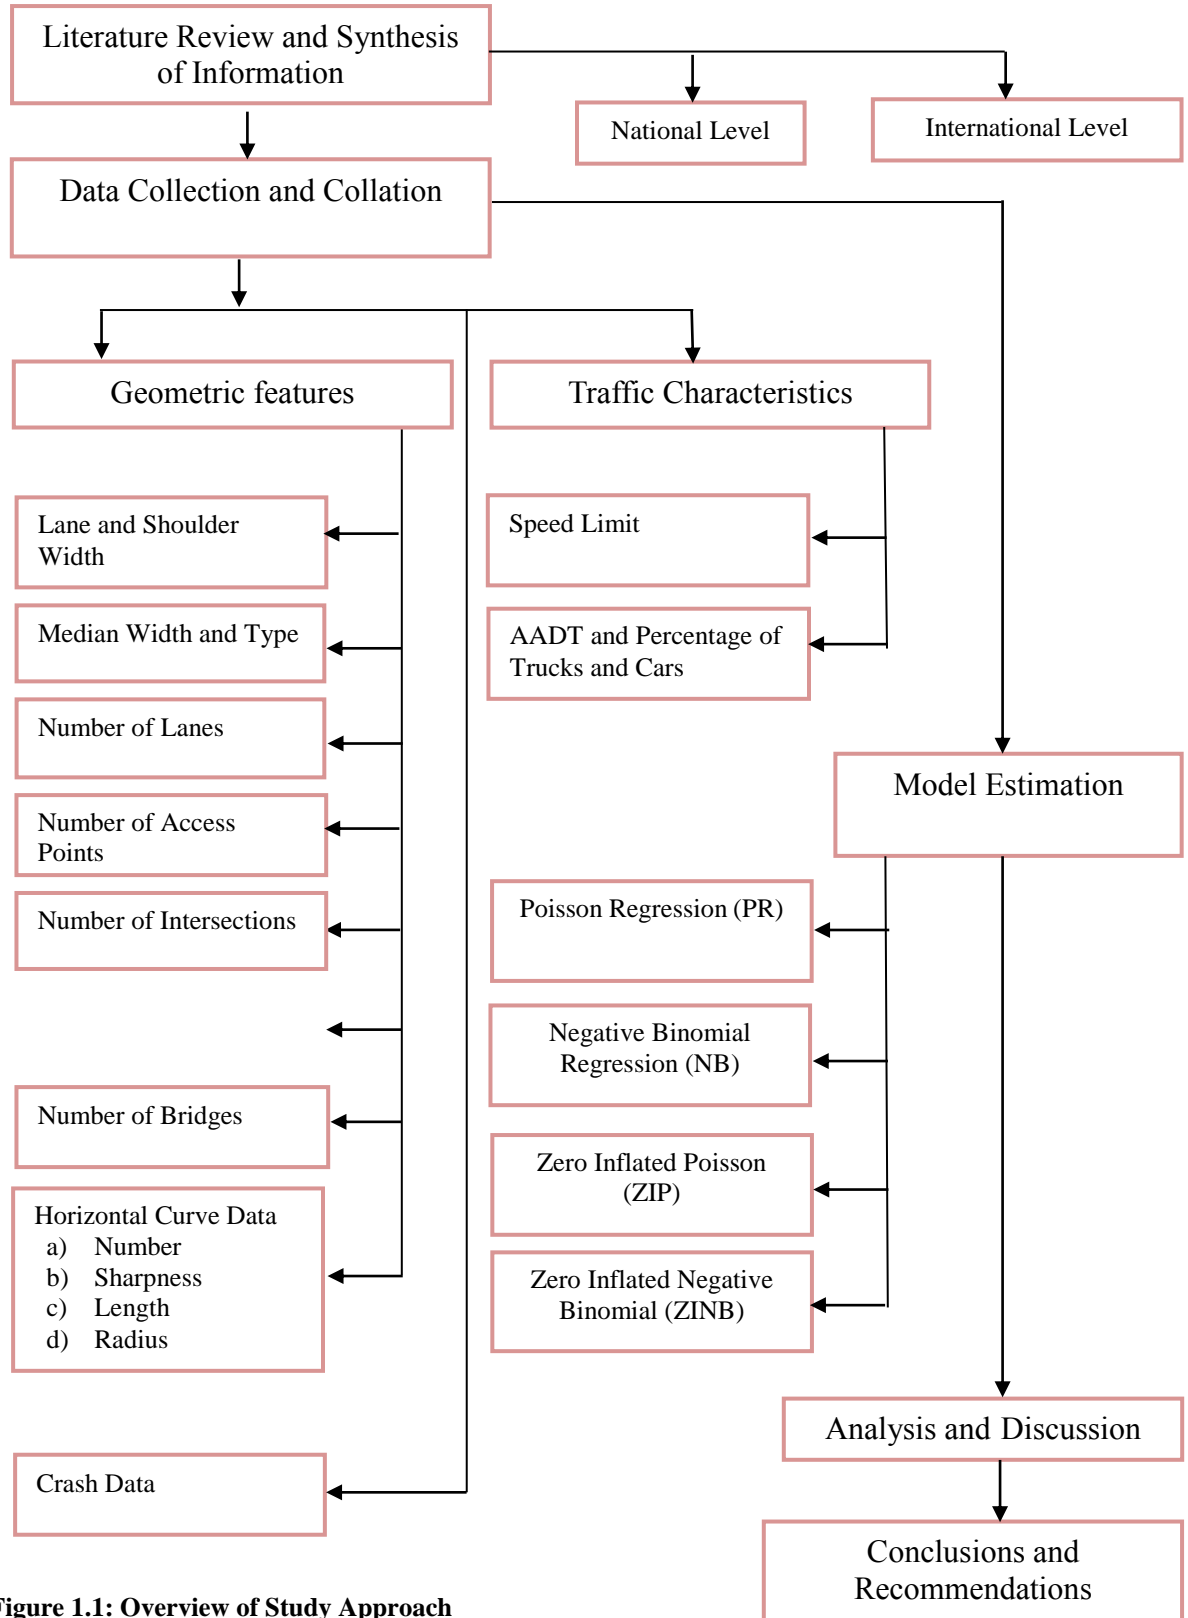 Literature Review and Synthesis
of Information
National Level
International Level
Data Collection and Collation
Geometric features
Traffic Characteristics
Lane and Shoulder
Width
Median Width and Type
Number of Lanes
Number of Access
Points
Number of Intersections
Number of Bridges
Horizontal Curve Data
a) Number
b) Sharpness
c) Length
d) Radius
Crash Data
Speed Limit
AADT and Percentage of
Trucks and Cars
Model Estimation
Poisson Regression (PR)
Negative Binomial
Regression (NB)
Zero Inflated Poisson
(ZIP)
Zero Inflated Negative
Binomial (ZINB)
Analysis and Discussion
Conclusions and
Recommendations
Figure 1.1: Overview of Study Approach